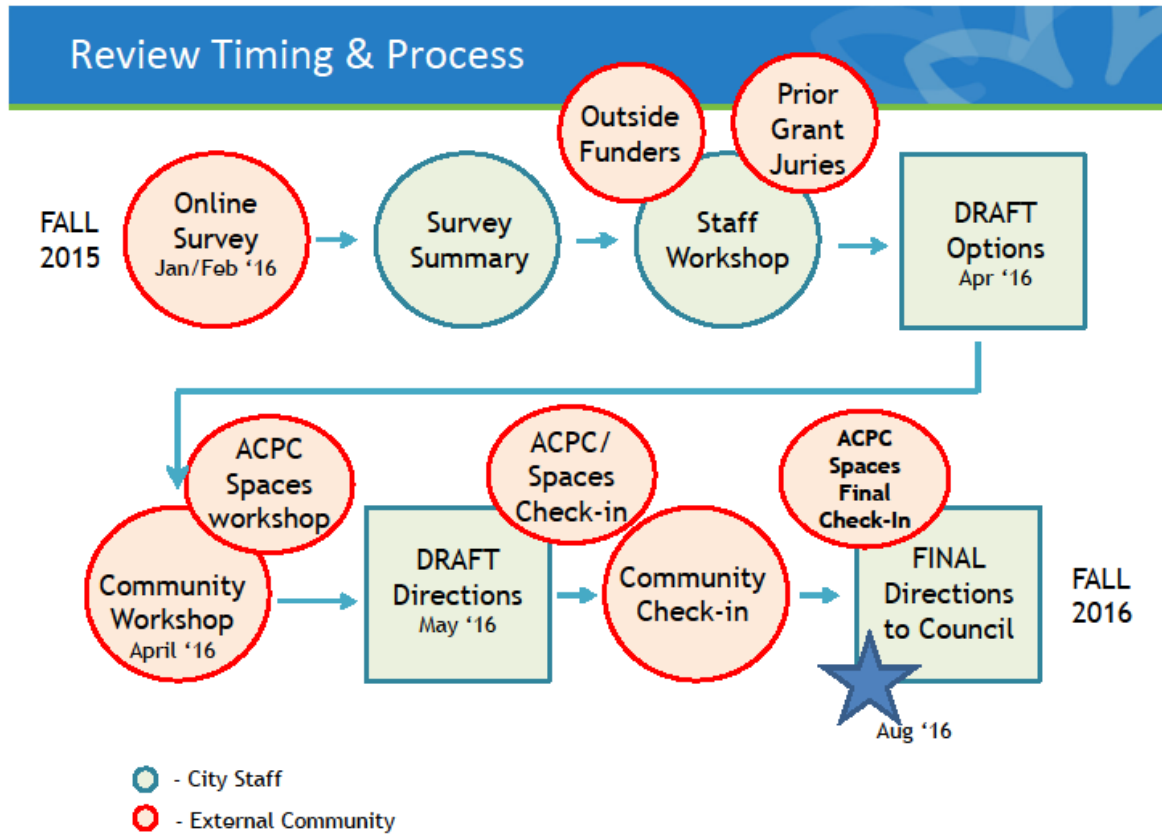 Review Timing & Process
Outside
Funders
Prior
Grant
Juries
FALL
2015
Online
Survey
Jan/Feb ‘16
Survey
Summary
Staff
Workshop
DRAFT
Options
Apr ‘16
ACPC
Spaces
workshop
Community
Workshop
April ‘16
DRAFT
Directions
May ‘16
ACPC/
Spaces
Check-in
Community
Check-in
ACPC
Spaces
Final
Check-In
FINAL
Directions
to Council
Aug ‘16
FALL
2016
- City Staff
- External Community